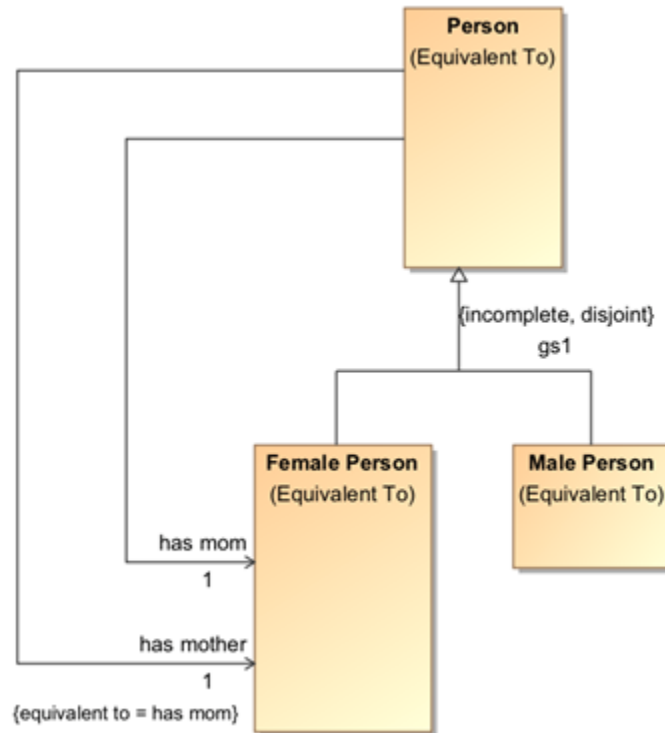 Person
(Equivalent To)
{incomplete, disjoint}
gs1
Female Person
(Equivalent To)
Male Person
(Equivalent To)
has mom
1
has mother
1
{equivalent to = has mom}